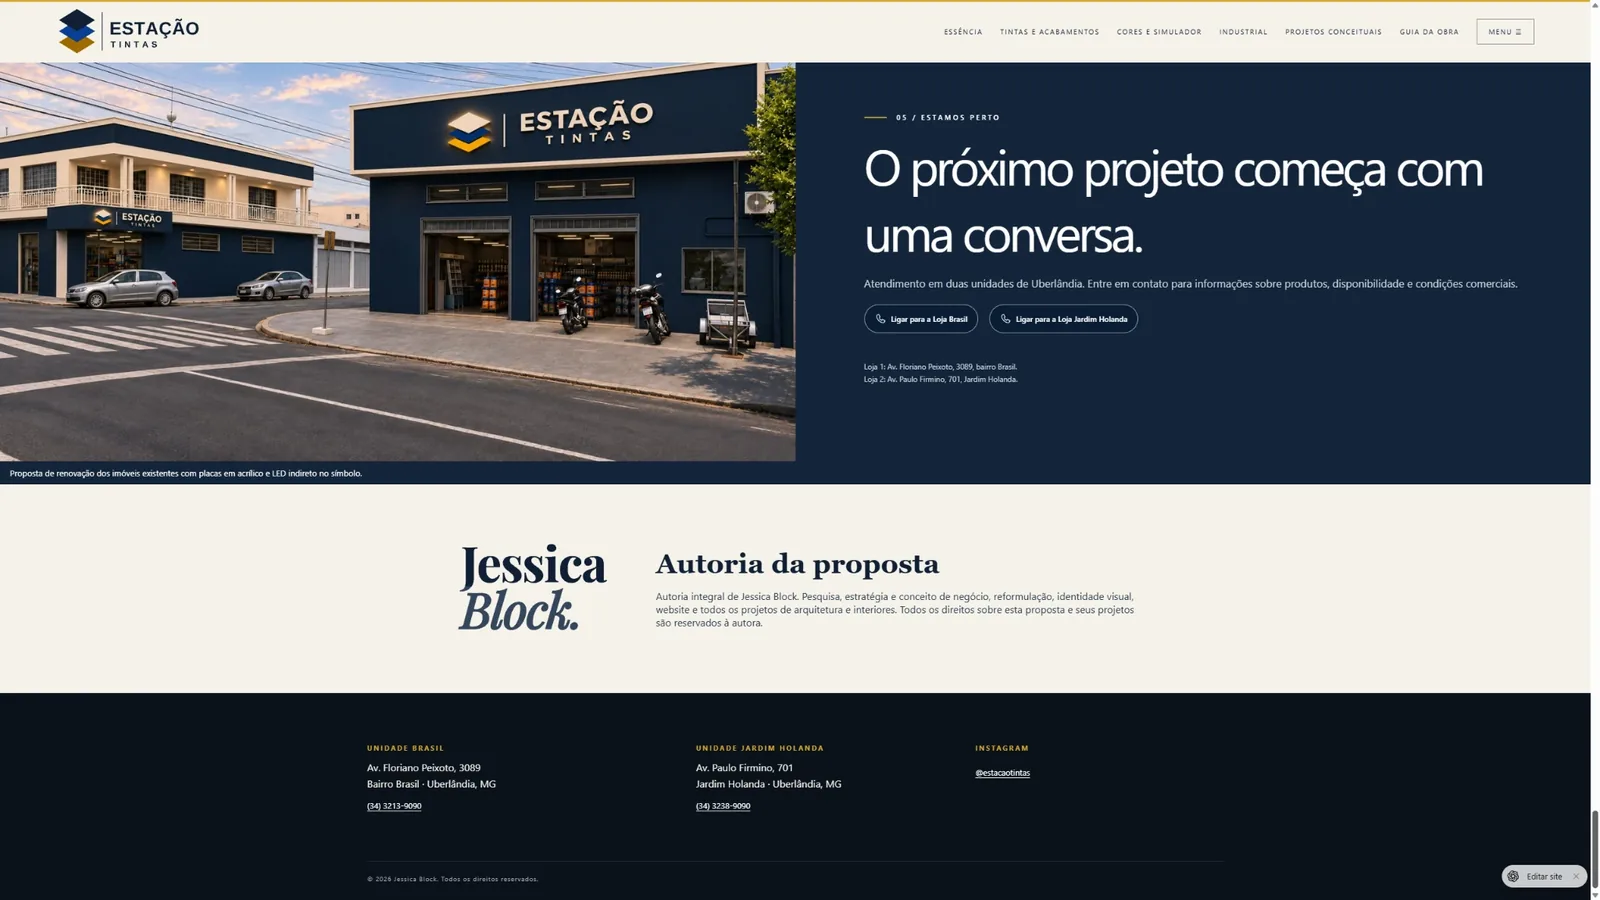 ESTAÇÃO
TINTAS
ESSÊNCIA
TINTAS E ACABAMENTOS
CORES E SIMULADOR
INDUSTRIAL
PROJETOS CONCEITUAIS
GUIA DA OBRA
MENU ☰
ESTAÇÃO
TINTAS
ESTAÇÃO
TINTAS
Proposta de renovação dos imóveis existentes com placas em acrílico e LED indireto no símbolo.
05 / ESTAMOS PERTO
O próximo projeto começa com
uma conversa.
Atendimento em duas unidades de Uberlândia. Entre em contato para informações sobre produtos, disponibilidade e condições comerciais.
Ligar para a Loja Brasil
Ligar para a Loja Jardim Holanda
Loja 1: Av. Floriano Peixoto, 3089, bairro Brasil.
Loja 2: Av. Paulo Firmino, 701, Jardim Holanda.
Jessica
Block.
Autoria da proposta
Autoria integral de Jessica Block. Pesquisa, estratégia e conceito de negócio, reformulação, identidade visual,
website e todos os projetos de arquitetura e interiores. Todos os direitos sobre esta proposta e seus projetos
são reservados à autora.
UNIDADE BRASIL
Av. Floriano Peixoto, 3089
Bairro Brasil · Uberlândia, MG
(34) 3213-9090
UNIDADE JARDIM HOLANDA
Av. Paulo Firmino, 701
Jardim Holanda · Uberlândia, MG
(34) 3238-9090
INSTAGRAM
@estacaotintas
© 2026 Jessica Block. Todos os direitos reservados.
Editar site ×